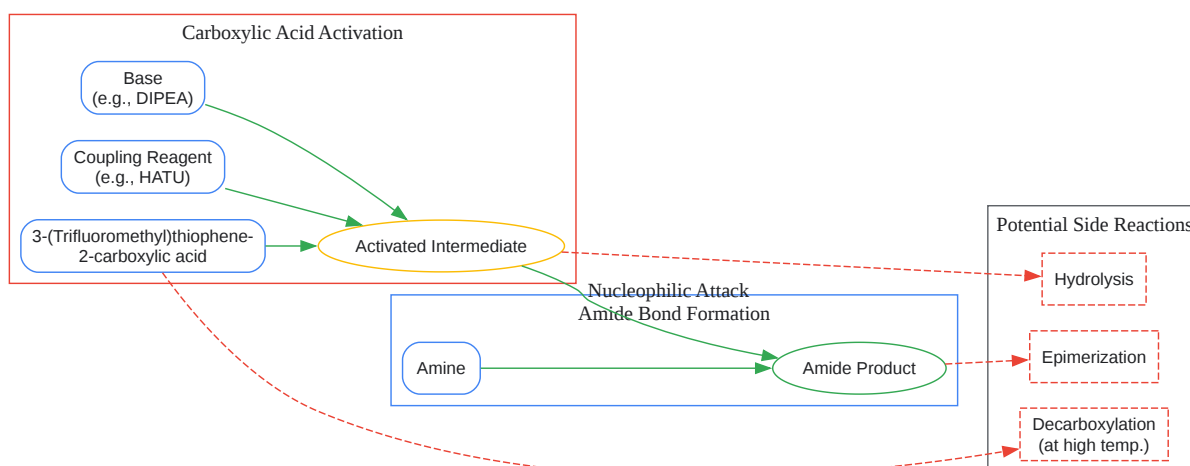 Carboxylic Acid Activation
Base
(e.g., DIPEA)
Coupling Reagent
(e.g., HATU)
3-(Trifluoromethyl)thiophene-
2-carboxylic acid
Activated Intermediate
Potential Side Reactions
Hydrolysis
Nucleophilic Attack
Amide Bond Formation
Amine
Amide Product
Epimerization
Decarboxylation
(at high temp.)